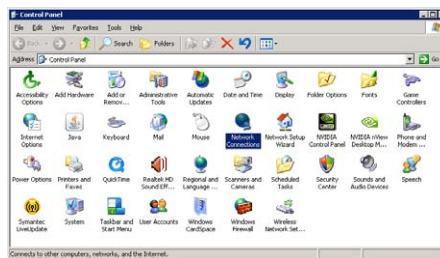 Control Panel
File Edit View Favorites Tools Help
Back Search Folders
Address Control Panel Go
Accessibility Options
Add Hardware
Add or Remov...
Administrative Tools
Automatic Updates
Date and Time
Display
Folder Options
Fonts
Game Controllers
Internet Options
Java
Keyboard
Mail
Mouse
Network Connections
Network Setup Wizard
NVIDIA Control Panel
NVIDIA nView Desktop M...
Phone and Modem ...
Power Options
Printers and Faxes
QuickTime
Realtek HD Sound Eff...
Regional and Language ...
Scanners and Cameras
Scheduled Tasks
Security Center
Sounds and Audio Devices
Speech
Symantec LiveUpdate
System
Taskbar and Start Menu
User Accounts
Windows CardSpace
Windows Firewall
Wireless Network Set...
Connects to other computers, networks, and the Internet.